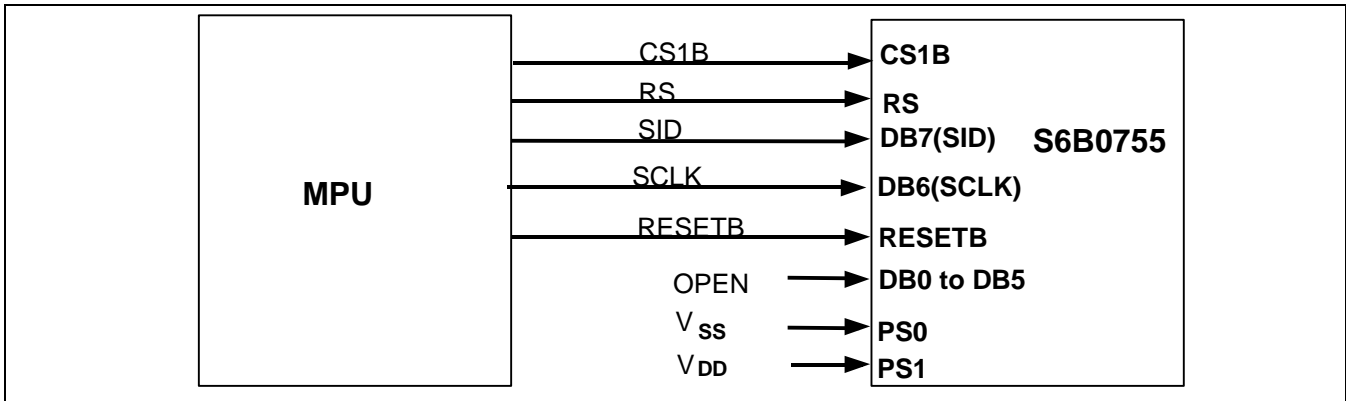 MPU
CS1B
RS
SID
SCLK
RESETB
OPEN
VSS
VDD
CS1B
RS
DB7(SID)
S6B0755
DB6(SCLK)
RESETB
DB0 to DB5
PS0
PS1